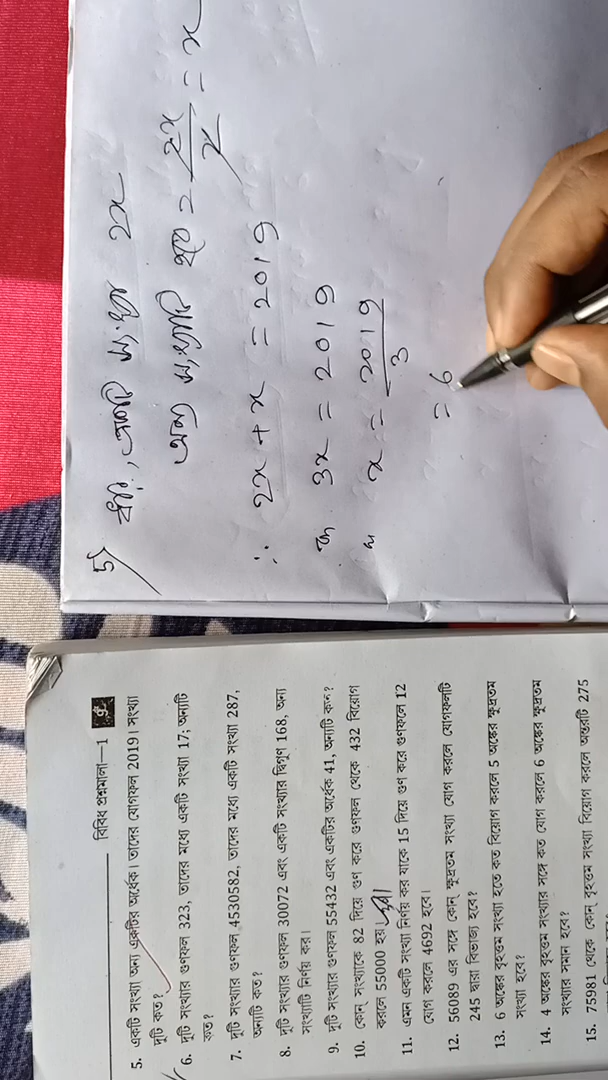 বিবিধ প্রশ্নমালা—1
5. একটি সংখ্যা অন্য একটির অর্ধেক। তাদের যোগফল 2019। সংখ্যা
দুটি কত?
6. দুটি সংখ্যার গুণফল 323, তাদের মধ্যে একটি সংখ্যা 17; অন্যটি
কত?
7. দুটি সংখ্যার গুণফল 4530582, তাদের মধ্যে একটি সংখ্যা 287,
অন্যটি কত?
8. দুটি সংখ্যার গুণফল 30072 এবং একটি সংখ্যার দ্বিগুণ 168, অন্য
সংখ্যাটি নির্ণয় কর।
9. দুটি সংখ্যার গুণফল 55432 এবং একটির অর্ধেক 41, অন্যটি কত?
10. কোন্ সংখ্যাকে 82 দিয়ে গুণ করে গুণফল থেকে 432 বিয়োগ
করলে 55000 হয়
11. এমন একটি সংখ্যা নির্ণয় কর যাকে 15 দিয়ে গুণ করে গুণফলে 12
যোগ করলে 4692 হবে।
12. 56089 এর সঙ্গে কোন্ ক্ষুদ্রতম সংখ্যা যোগ করলে যোগফলটি
245 দ্বারা বিভাজ্য হবে?
13. 6 অঙ্কের বৃহত্তম সংখ্যা হতে কত বিয়োগ করলে 5 অঙ্কের ক্ষুদ্রতম
সংখ্যা হবে?
14. 4 অঙ্কের বৃহত্তম সংখ্যার সঙ্গে কত যোগ করলে 6 অঙ্কের ক্ষুদ্রতম
সংখ্যার সমান হবে?
15. 75981 থেকে কোন্ বৃহত্তম সংখ্যা বিয়োগ করলে অন্তরটি 275
5) ধরি, একটি সংখ্যা 2x
অন্য সংখ্যাটি হবে = 2x/x = x
∴ 2x + x = 2019
বা 3x = 2019
বা x = 2019/3
= 6